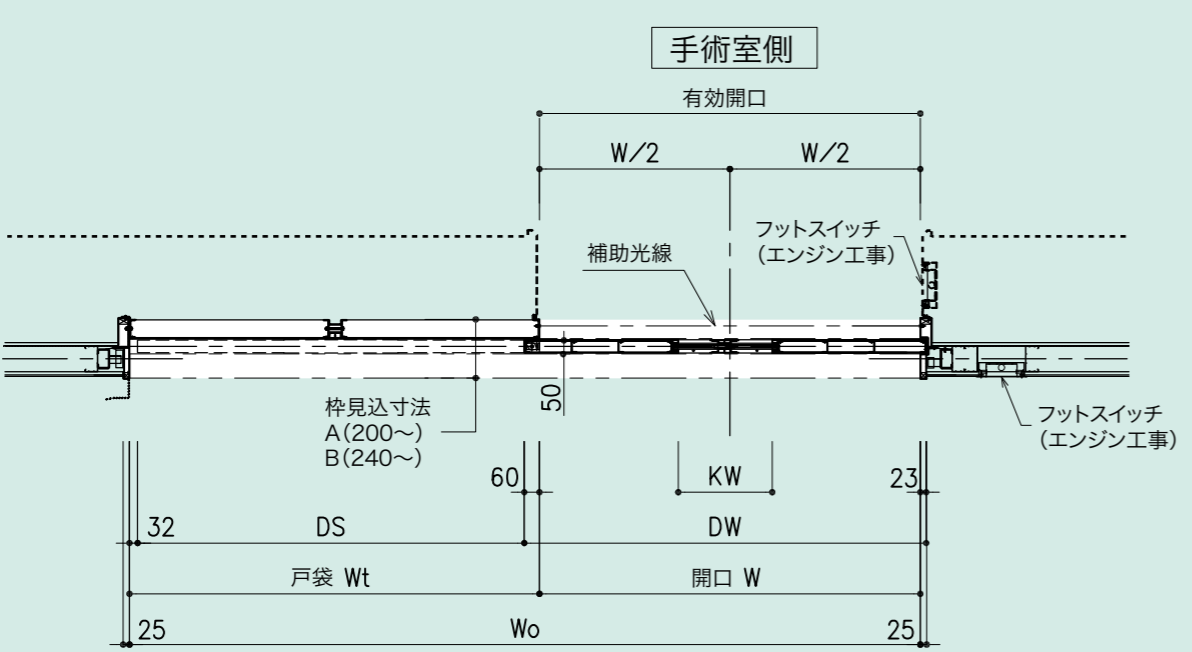 手術室側
有効開口
W/2
W/2
フットスイッチ
(エンジン工事)
補助光線
枠見込寸法
A(200〜)
B(240〜)
50
フットスイッチ
(エンジン工事)
60
KW
23
32
DS
DW
戸袋 Wt
開口 W
25
Wo
25